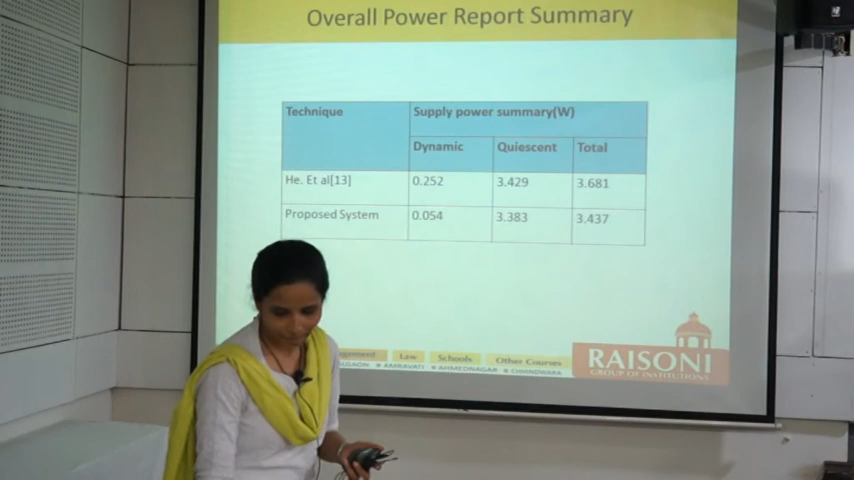 Overall Power Report Summary
Technique Supply power summary(W)
Dynamic Quiescent Total
He. Et al[13] 0.252 3.429 3.681
Proposed System 0.054 3.383 3.437
Law Schools Other Courses
AMRAVATI AHMEDNAGAR CHHINDWARA
RAISONI
GROUP OF INSTITUTIONS